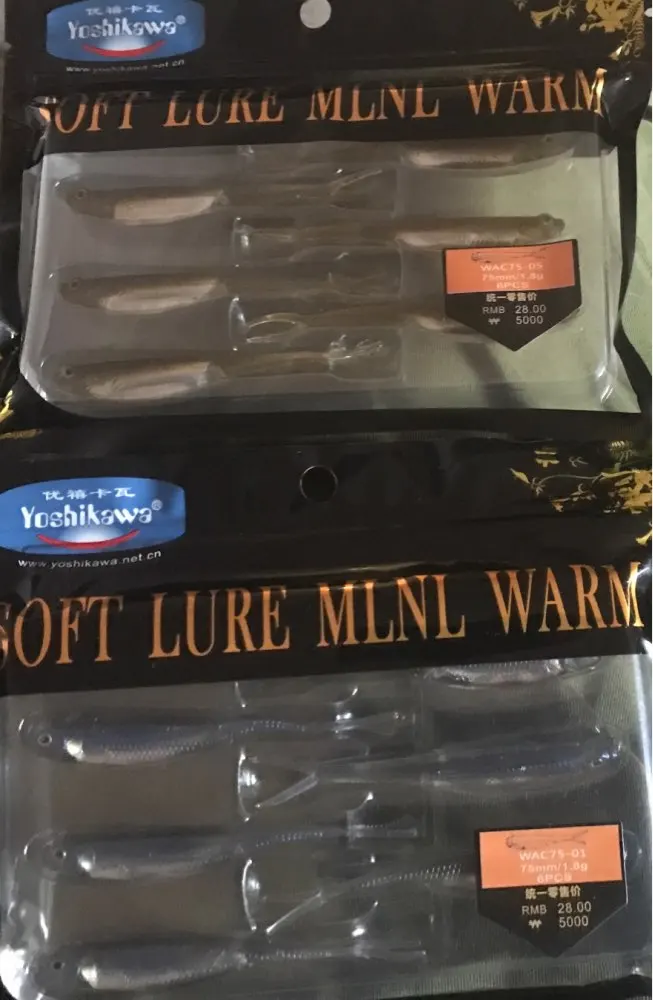 优禧卡瓦
Yoshikawa®
www.yoshikawa.net.cn
SOFT LURE MLNL WARM
WAC75-05
75mm/1.8g
6PCS
统一零售价
RMB 28.00
₩ 5000
优禧卡瓦
Yoshikawa®
www.yoshikawa.net.cn
SOFT LURE MLNL WARM
WAC75-01
75mm/1.8g
6PCS
统一零售价
RMB 28.00
₩ 5000